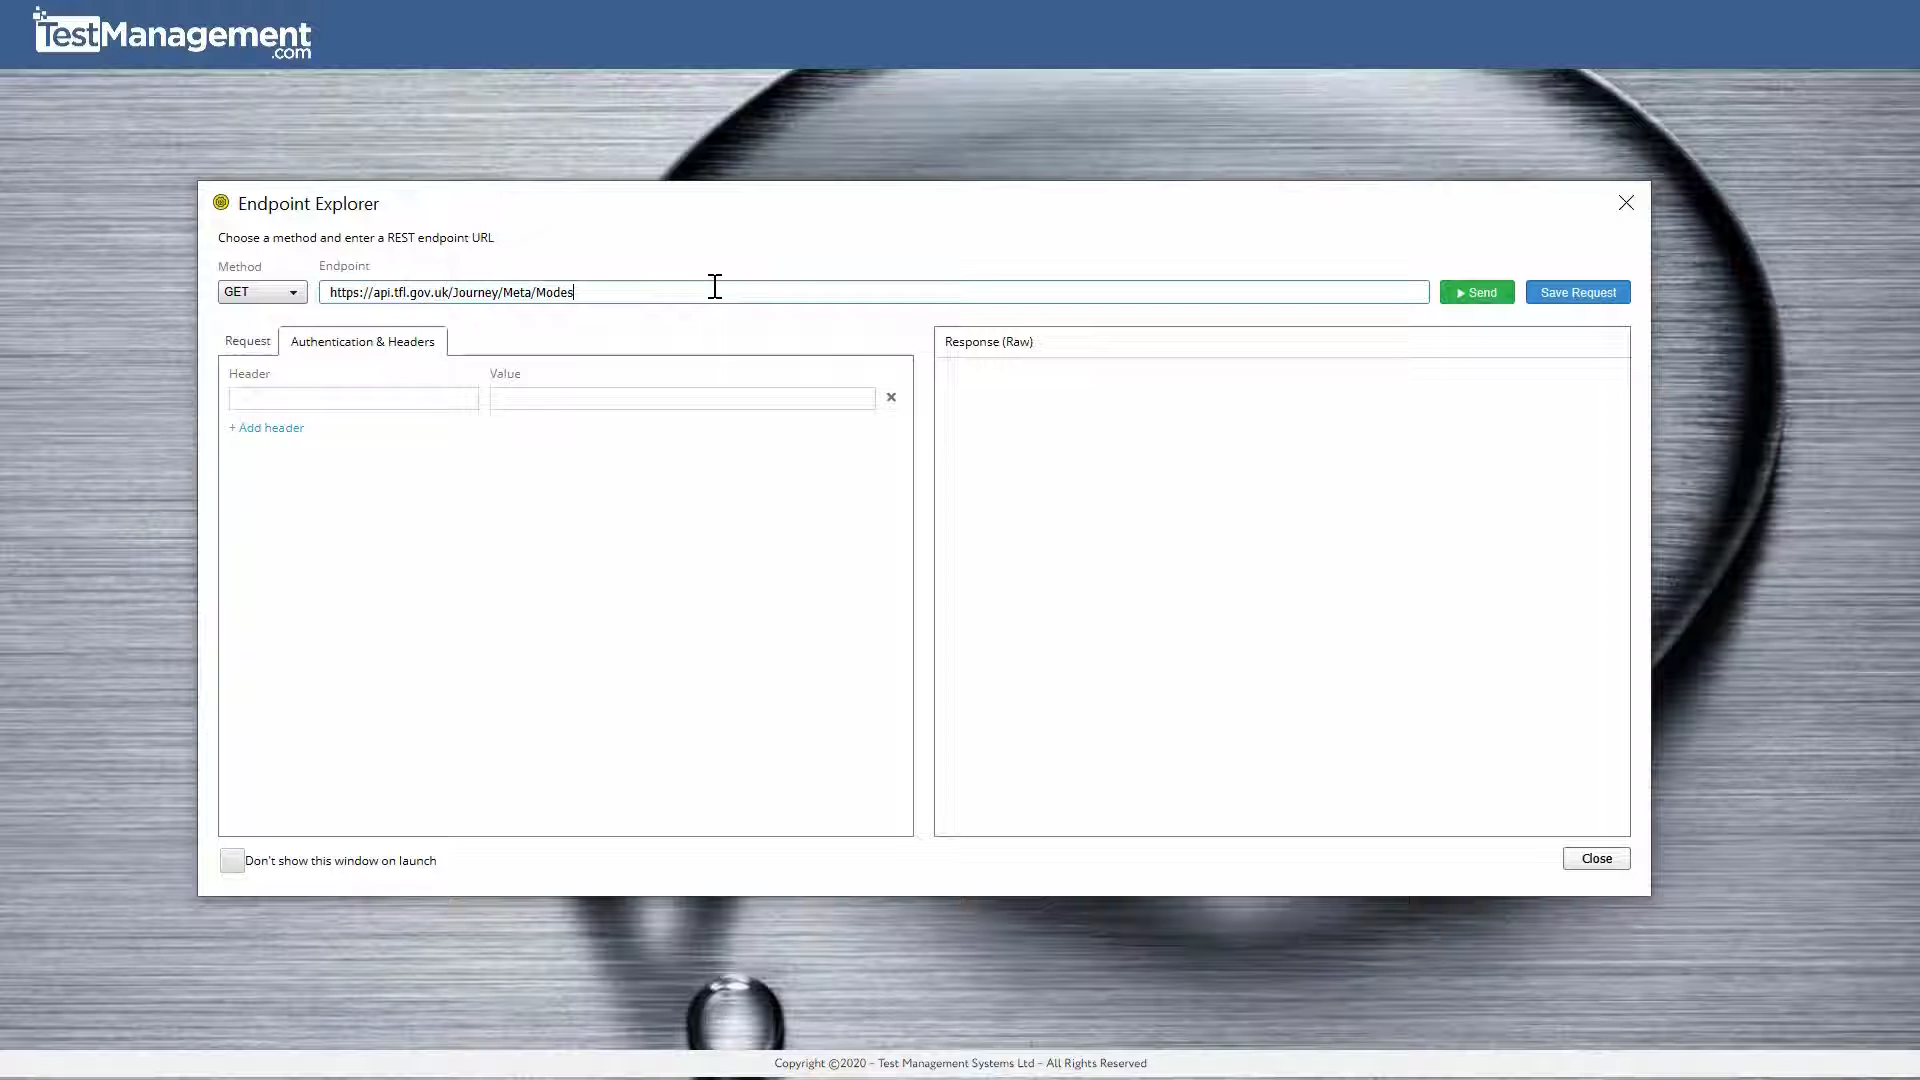 TestManagement
.com
Endpoint Explorer
Choose a method and enter a REST endpoint URL
Method Endpoint
GET https://api.tfl.gov.uk/Journey/Meta/Modes Send Save Request
Request Authentication & Headers
Header Value
+ Add header
Response (Raw)
Don't show this window on launch
Close
Copyright ©2020 - Test Management Systems Ltd - All Rights Reserved